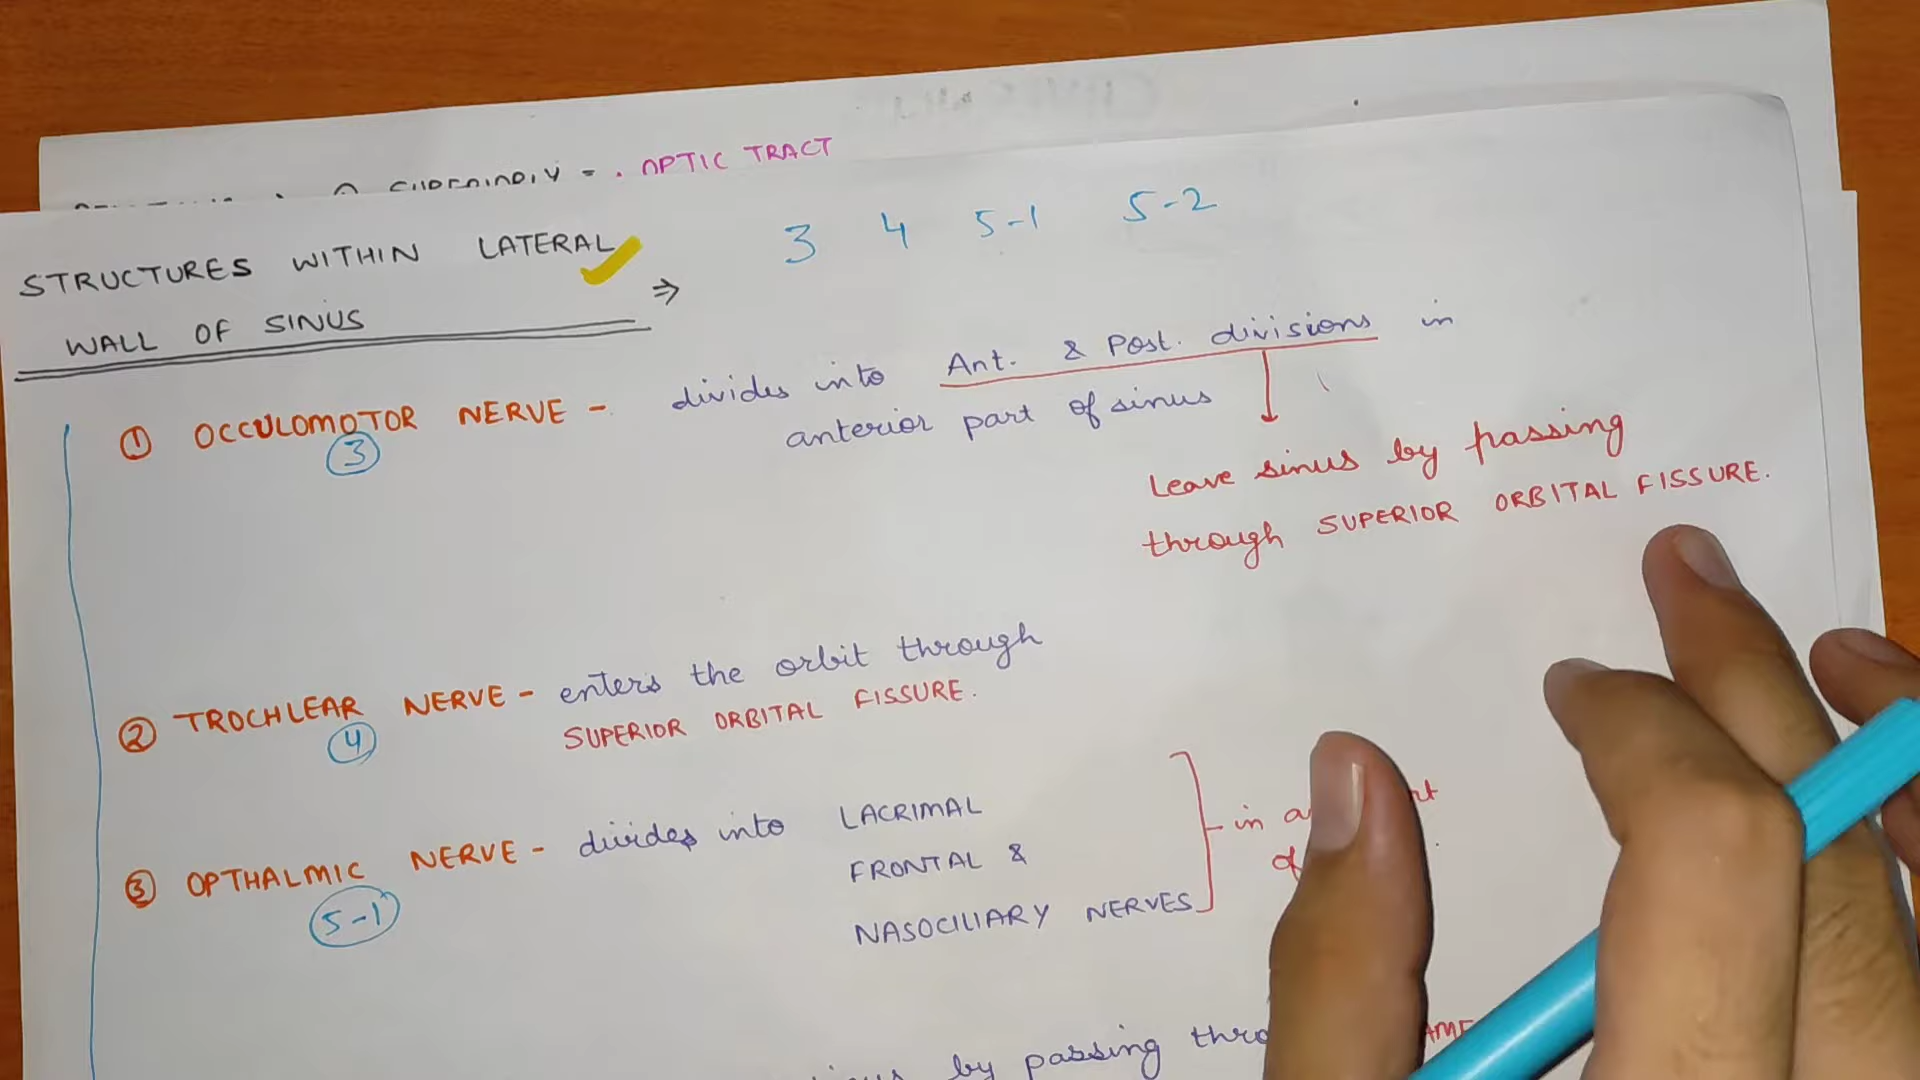 OPTIC TRACT
3 4 5-1 5-2
STRUCTURES WITHIN LATERAL
WALL OF SINUS ⇒
① OCCULOMOTOR NERVE - divides into Ant. & Post. divisions in
anterior part of sinus
③
Leave sinus by passing
through SUPERIOR ORBITAL FISSURE.
② TROCHLEAR NERVE - enters the orbit through
SUPERIOR ORBITAL FISSURE.
④
③ OPTHALMIC NERVE - divides into LACRIMAL
FRONTAL &
NASOCILIARY NERVES
in
5-1
by passing